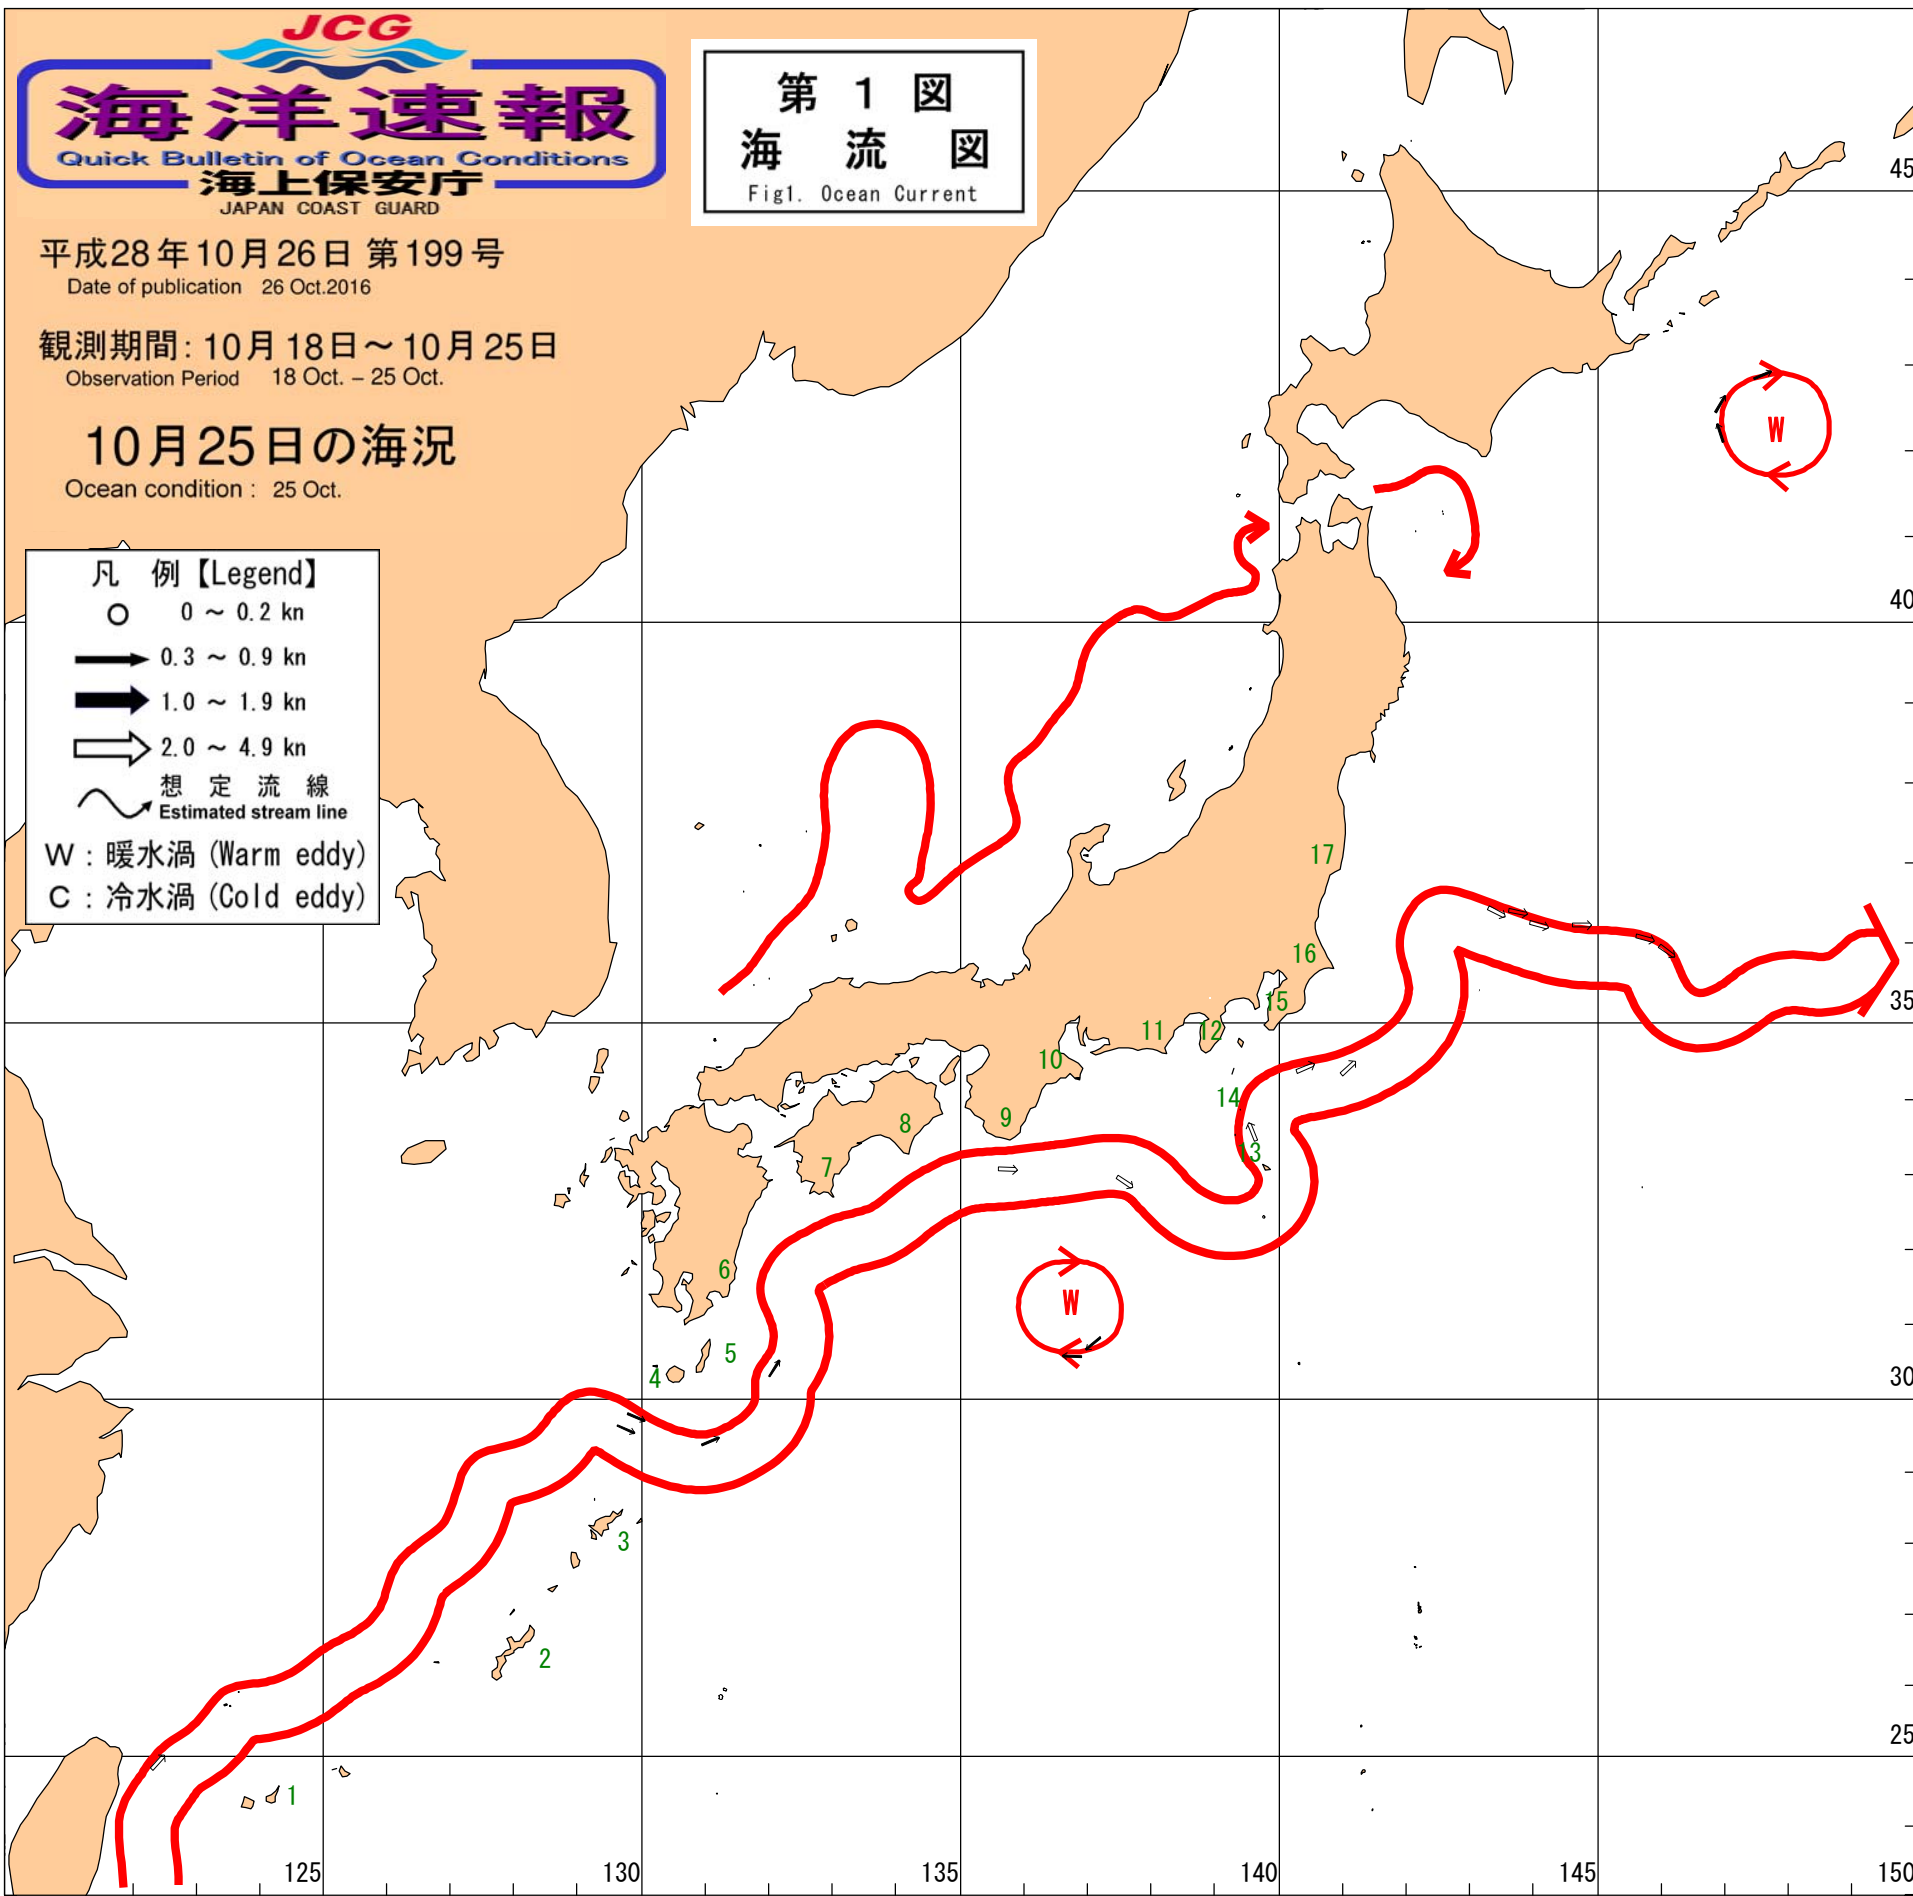 JCG
海洋速報
Quick Bulletin of Ocean Conditions
海上保安庁
JAPAN COAST GUARD
第 1 図
海 流 図
Fig1. Ocean Current
平成28年10月26日 第199号
Date of publication 26 Oct.2016
観測期間: 10月18日～10月25日
Observation Period 18 Oct. – 25 Oct.
10月25日の海況
Ocean condition : 25 Oct.
凡 例【Legend】
0 ～ 0.2 kn
0.3 ～ 0.9 kn
1.0 ～ 1.9 kn
2.0 ～ 4.9 kn
想 定 流 線
Estimated stream line
W : 暖水渦 (Warm eddy)
C : 冷水渦 (Cold eddy)
45
W
40
17
16
35
15
12
11
10
14
9
8
13
7
6
W
5
4
30
3
2
25
1
125
130
135
140
145
150